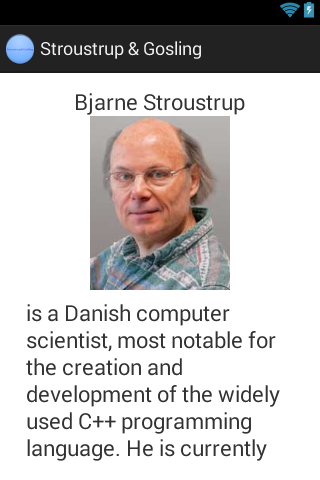 Stroustrup & Gosling
Bjarne Stroustrup
is a Danish computer
scientist, most notable for
the creation and
development of the widely
used C++ programming
language. He is currently